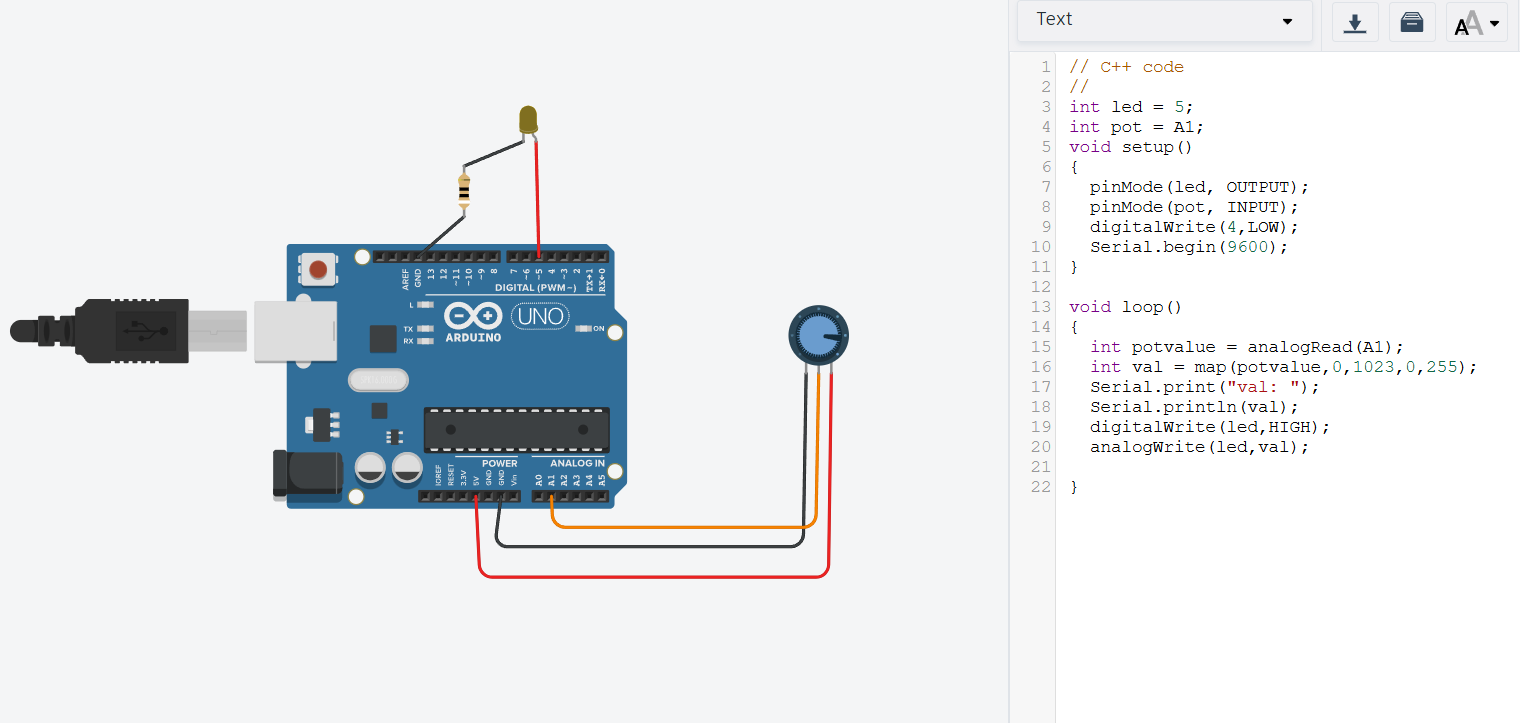 Text
AA
1 // C++ code
2 //
3 int led = 5;
4 int pot = A1;
5 void setup()
6 {
7   pinMode(led, OUTPUT);
8   pinMode(pot, INPUT);
9   digitalWrite(4,LOW);
10   Serial.begin(9600);
11 }
12
13 void loop()
14 {
15   int potvalue = analogRead(A1);
16   int val = map(potvalue,0,1023,0,255);
17   Serial.print("val: ");
18   Serial.println(val);
19   digitalWrite(led,HIGH);
20   analogWrite(led,val);
21
22 }
AREF GND 13 12 ~11 ~10 ~9 8 7 ~6 ~5 4 ~3 2 TX→1 RX←0
DIGITAL (PWM~)
L
TX
RX
UNO
ARDUINO
ON
POWER ANALOG IN
IOREF RESET 3.3V 5V GND GND Vin A0 A1 A2 A3 A4 A5